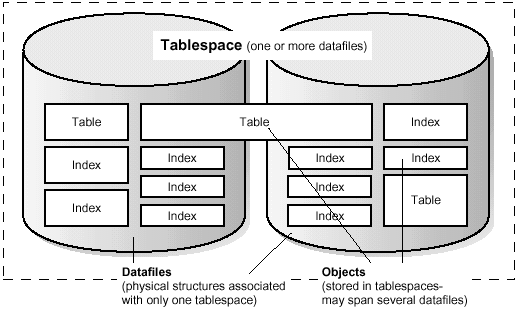 Tablespace (one or more datafiles)
Table
Table
Index
Index
Index
Index
Index
Index
Index
Index
Index
Table
Index
Index
Datafiles
(physical structures associated
with only one tablespace)
Objects
(stored in tablespaces-
may span several datafiles)